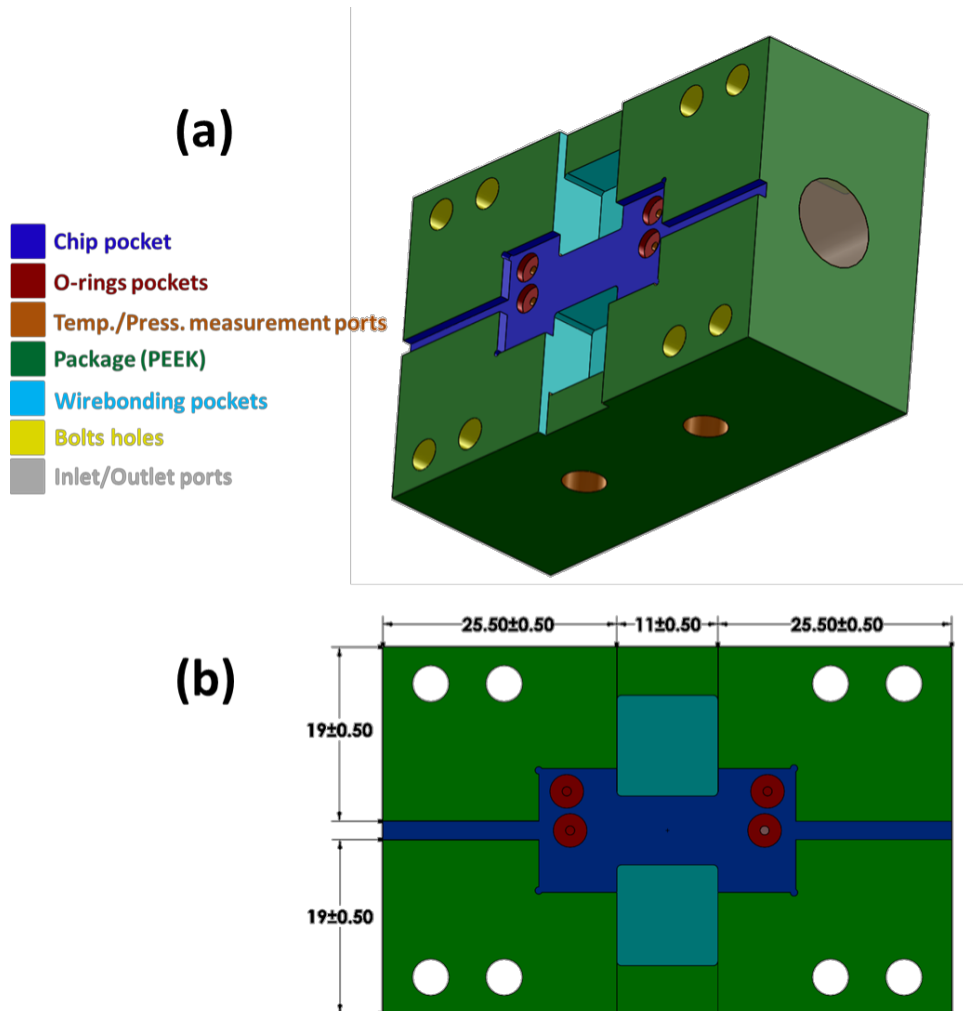 (a)
Chip pocket
O-rings pockets
Temp./Press. measurement ports
Package (PEEK)
Wirebonding pockets
Bolts holes
Inlet/Outlet ports
(b)
25.50±0.50
11±0.50
25.50±0.50
19±0.50
19±0.50